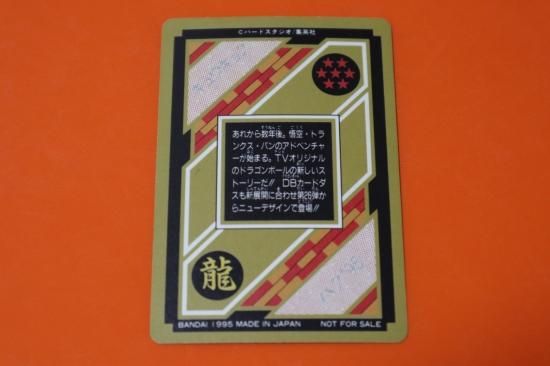 ©バードスタジオ/集英社
あれから数年後。悟空・トラ
ンクス・パンのアドベンチャ
ーが始まる。TVオリジナル
のドラゴンボールの新しいス
トーリーだ!! DBカードダ
スも新展開に合わせ第26弾か
らニューデザインで登場!!
龍
BANDAI 1995 MADE IN JAPAN NOT FOR SALE